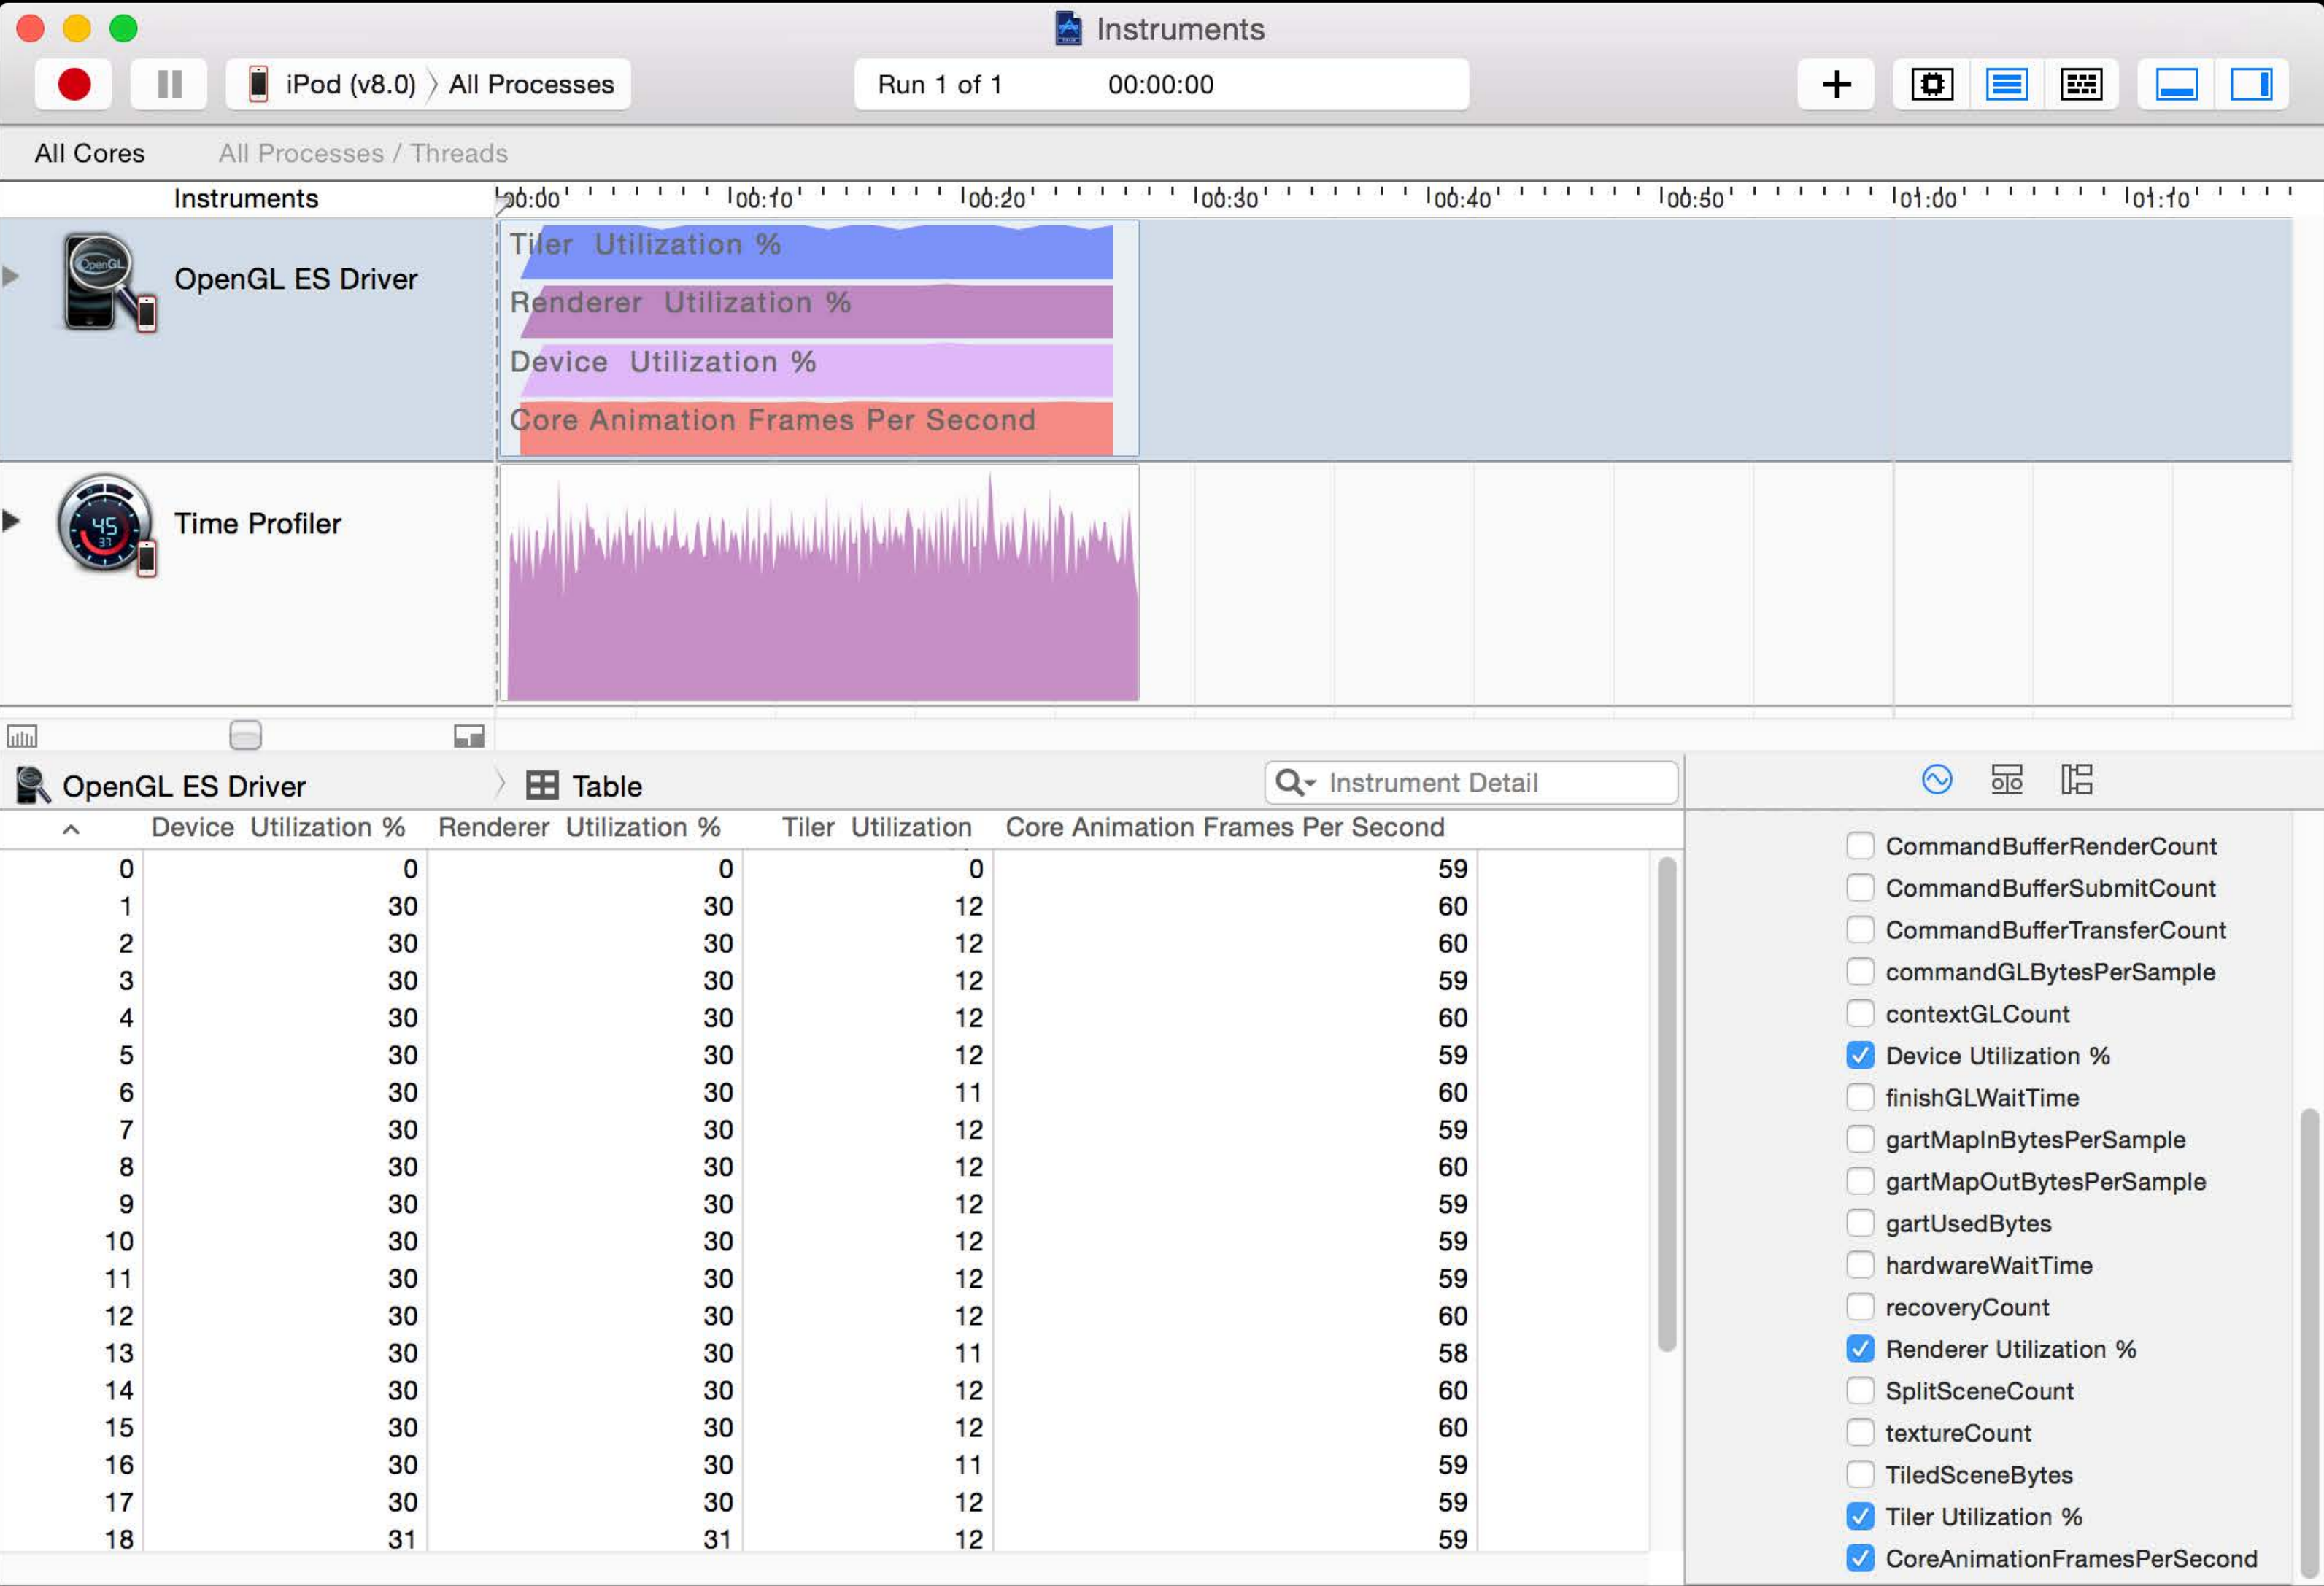 Instruments
iPod (v8.0) 〉 All Processes
Run 1 of 1 00:00:00
All Cores All Processes / Threads
Instruments 00:00 00:10 00:20 00:30 00:40 00:50 01:00 01:10
OpenGL
OpenGL ES Driver
Tiler Utilization %
Renderer Utilization %
Device Utilization %
Core Animation Frames Per Second
45
37
Time Profiler
OpenGL ES Driver 〉 Table Instrument Detail
Device Utilization % Renderer Utilization % Tiler Utilization Core Animation Frames Per Second
0 0 0 0 59
1 30 30 12 60
2 30 30 12 60
3 30 30 12 59
4 30 30 12 60
5 30 30 12 59
6 30 30 11 60
7 30 30 12 59
8 30 30 12 60
9 30 30 12 59
10 30 30 12 59
11 30 30 12 59
12 30 30 12 60
13 30 30 11 58
14 30 30 12 60
15 30 30 12 60
16 30 30 11 59
17 30 30 12 59
18 31 31 12 59
CommandBufferRenderCount
CommandBufferSubmitCount
CommandBufferTransferCount
commandGLBytesPerSample
contextGLCount
Device Utilization %
finishGLWaitTime
gartMapInBytesPerSample
gartMapOutBytesPerSample
gartUsedBytes
hardwareWaitTime
recoveryCount
Renderer Utilization %
SplitSceneCount
textureCount
TiledSceneBytes
Tiler Utilization %
CoreAnimationFramesPerSecond